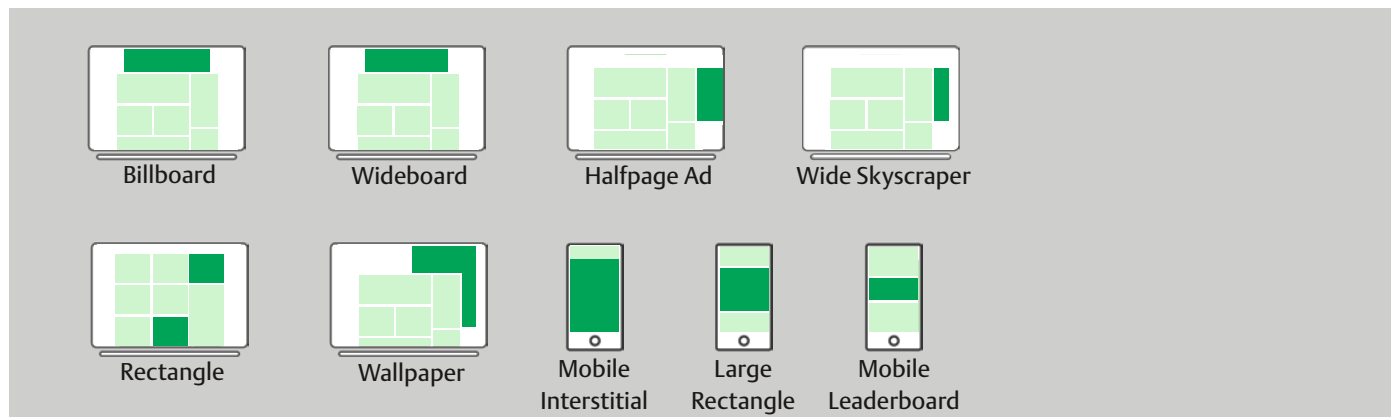 Billboard
Wideboard
Halfpage Ad
Wide Skyscraper
Rectangle
Wallpaper
Mobile
Interstitial
Large
Rectangle
Mobile
Leaderboard